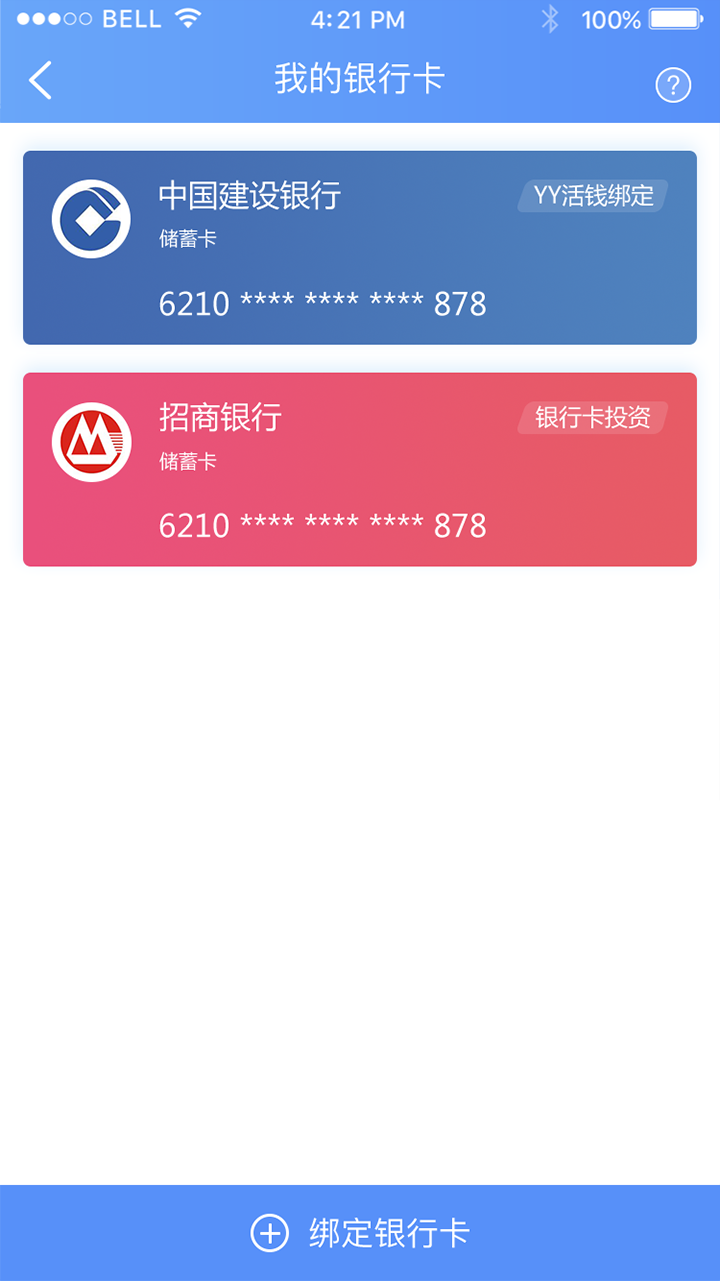 BELL 4:21 PM 100%
我的银行卡 ?
中国建设银行 YY活钱绑定
储蓄卡
6210 **** **** **** 878
招商银行 银行卡投资
储蓄卡
6210 **** **** **** 878
绑定银行卡